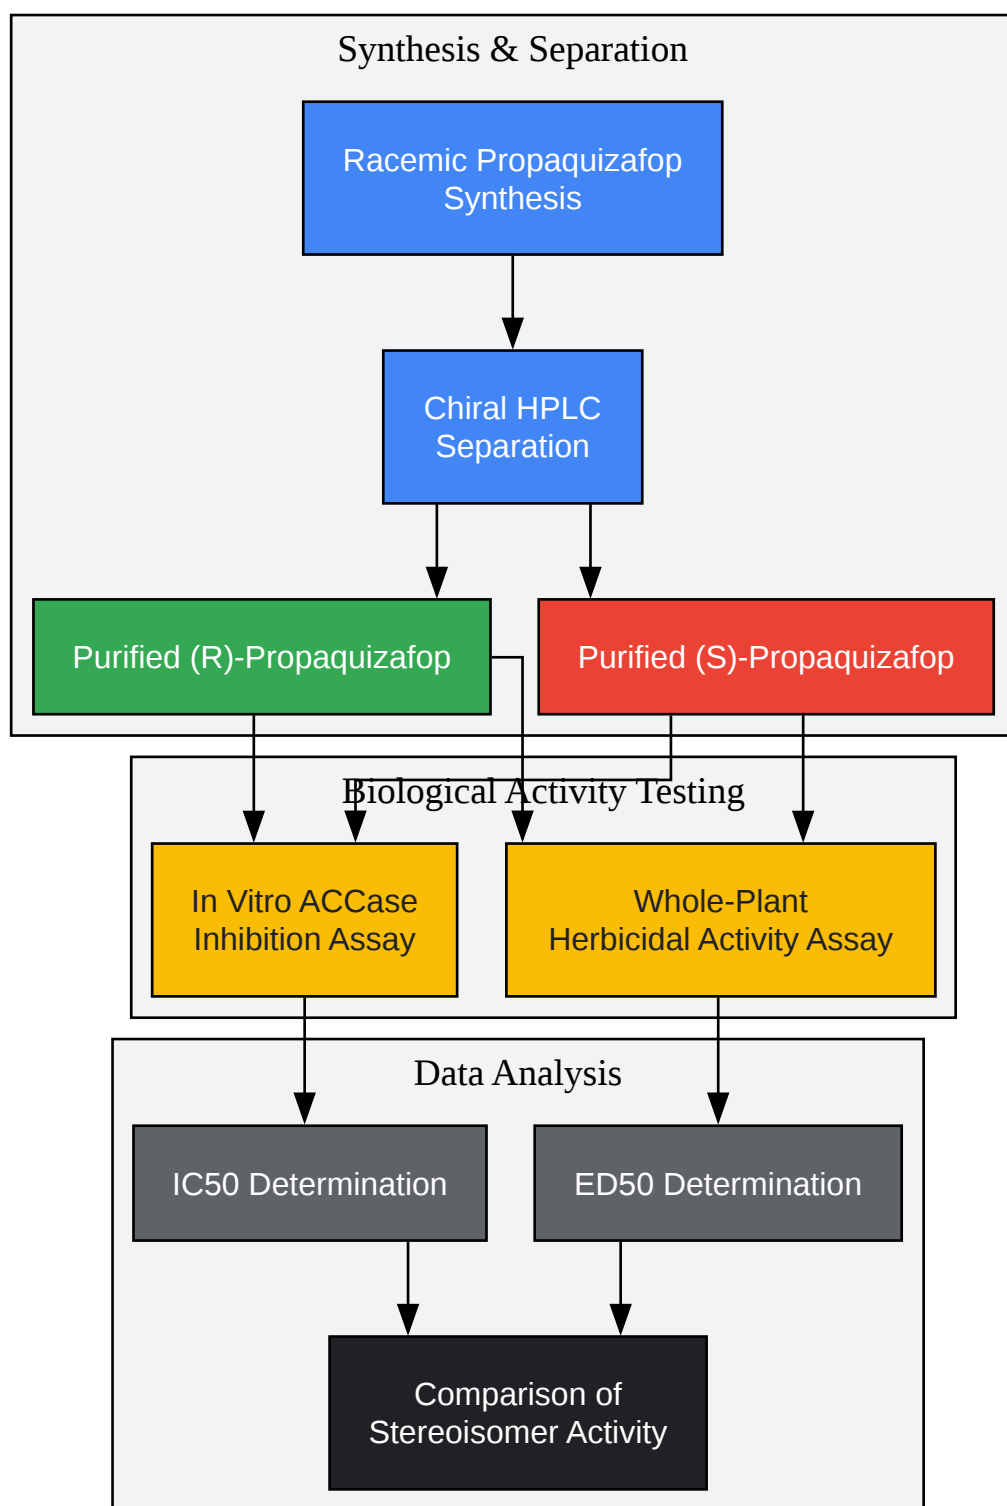 Synthesis & Separation
Racemic Propaquizafop
Synthesis
Chiral HPLC
Separation
Purified (R)-Propaquizafop
Purified (S)-Propaquizafop
Biological Activity Testing
In Vitro ACCase
Inhibition Assay
Whole-Plant
Herbicidal Activity Assay
Data Analysis
IC50 Determination
ED50 Determination
Comparison of
Stereoisomer Activity